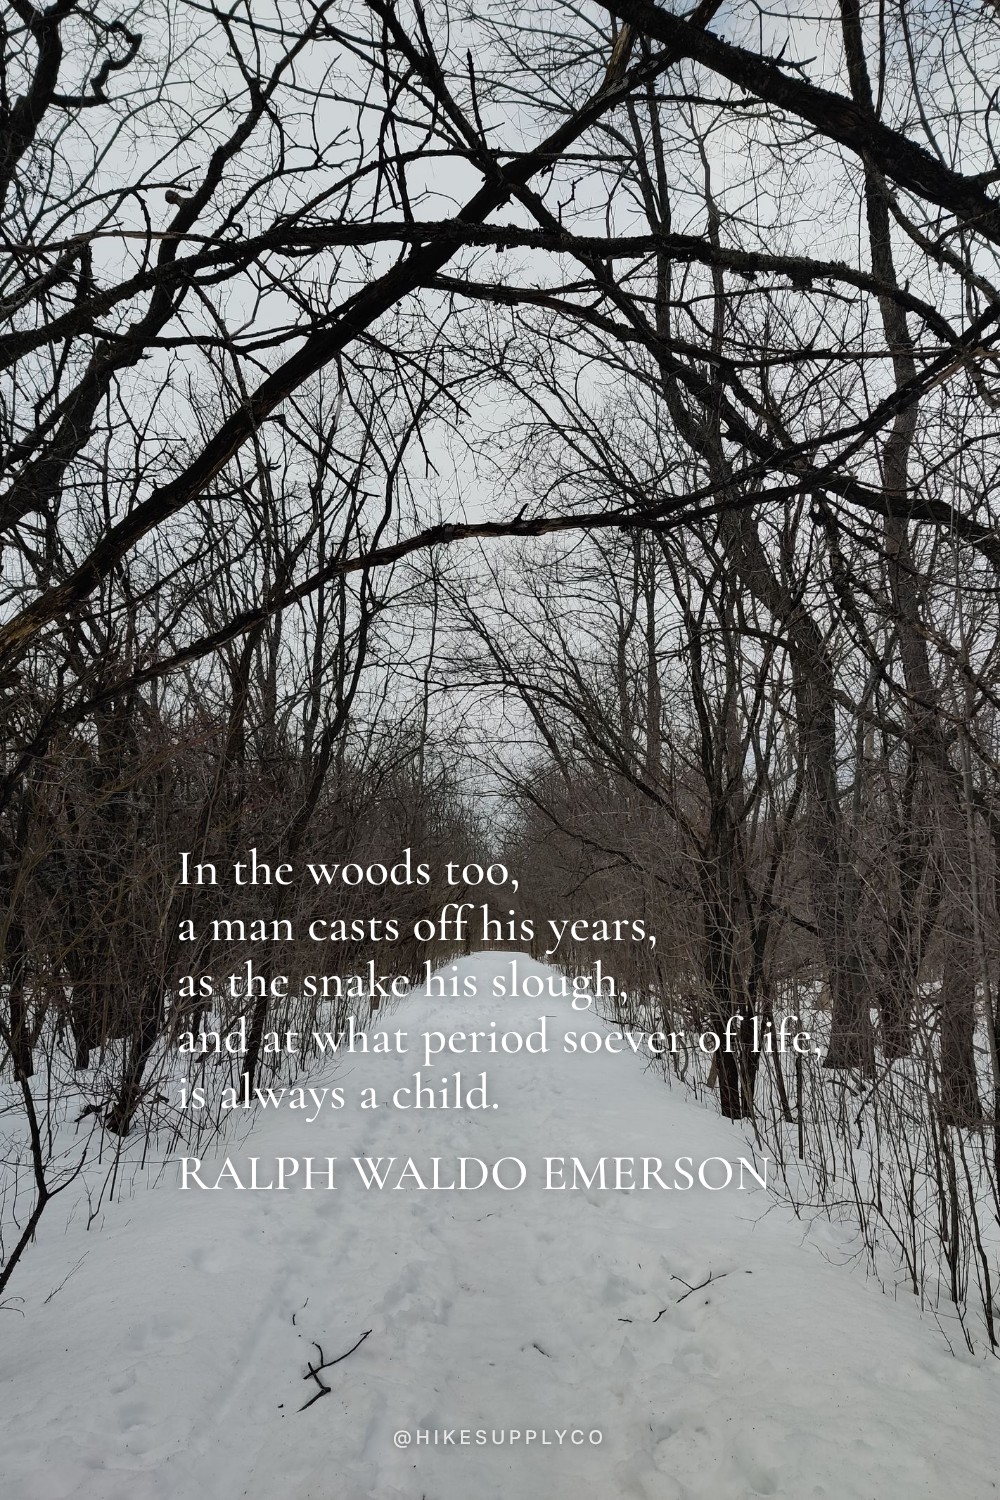 In the woods too,
a man casts off his years,
as the snake his slough,
and at what period soever of life,
is always a child.
RALPH WALDO EMERSON
@HIKESUPPLYCO